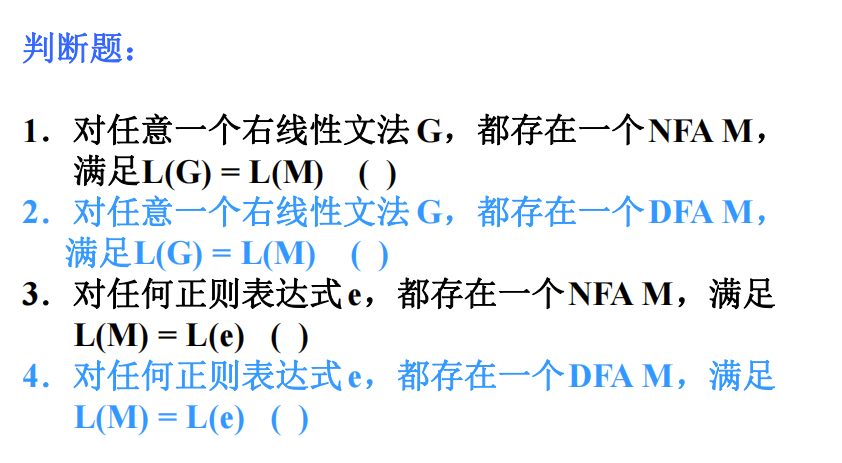 判断题：
1．对任意一个右线性文法 G，都存在一个NFA M，
满足L(G) = L(M) ( )
2．对任意一个右线性文法 G，都存在一个DFA M，
满足L(G) = L(M) ( )
3．对任何正则表达式 e，都存在一个NFA M，满足
L(M) = L(e) ( )
4．对任何正则表达式 e，都存在一个DFA M，满足
L(M) = L(e) ( )